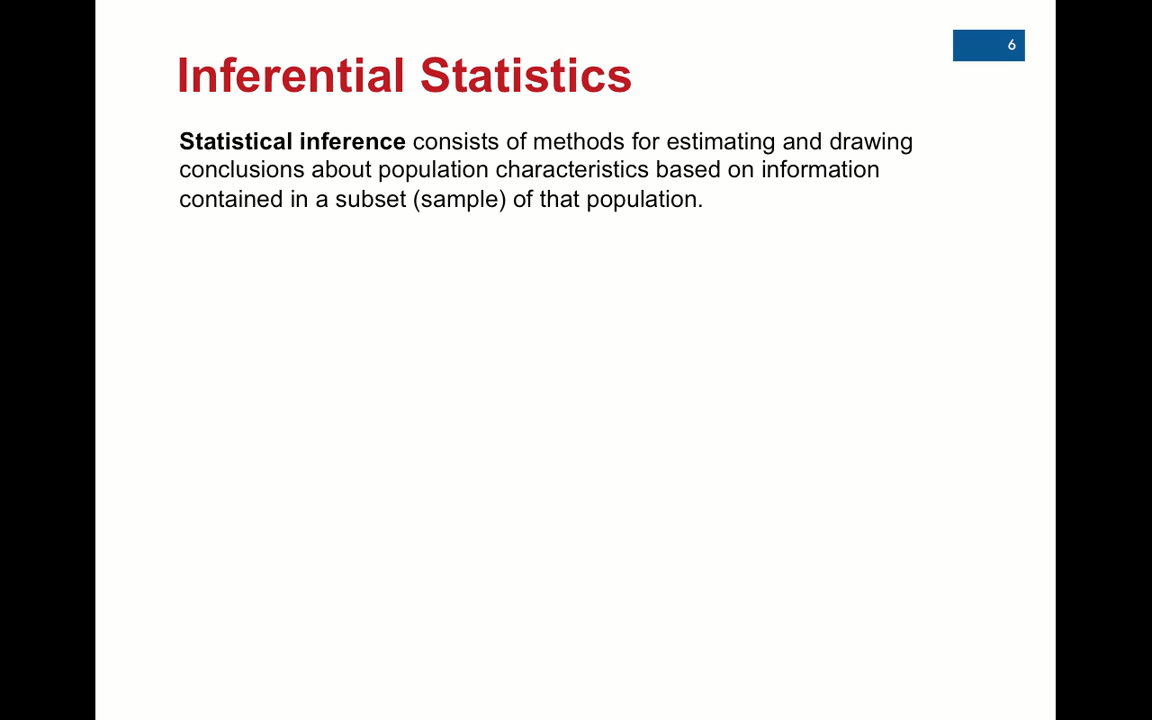 6
Inferential Statistics
Statistical inference consists of methods for estimating and drawing
conclusions about population characteristics based on information
contained in a subset (sample) of that population.